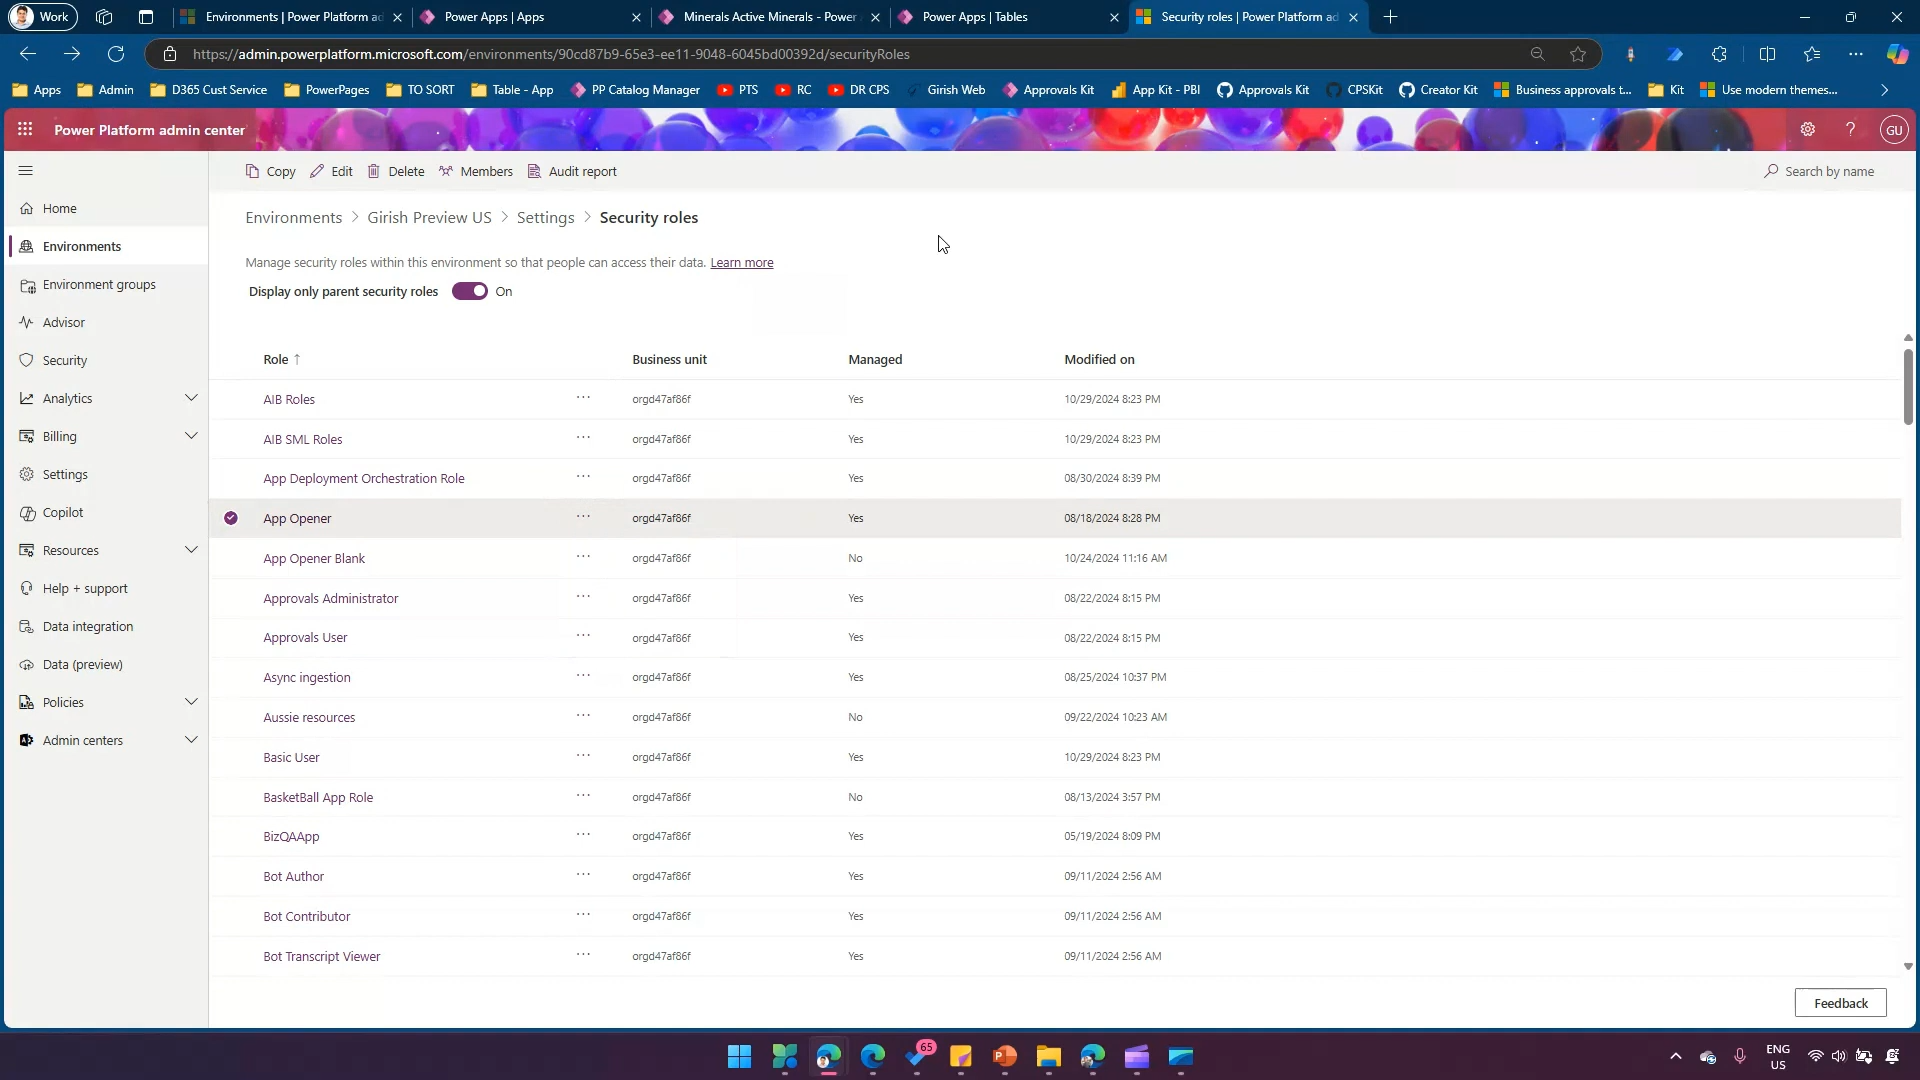 Work
Environments | Power Platform ad
Power Apps | Apps
Minerals Active Minerals - Power
Power Apps | Tables
Security roles | Power Platform ad
https://admin.powerplatform.microsoft.com/environments/90cd87b9-65e3-ee11-9048-6045bd00392d/securityRoles
Apps
Admin
D365 Cust Service
PowerPages
TO SORT
Table - App
PP Catalog Manager
PTS
RC
DR CPS
Girish Web
Approvals Kit
App Kit - PBI
Approvals Kit
CPSKit
Creator Kit
Business approvals t...
Kit
Use modern themes...
Power Platform admin center
?
GU
Copy
Edit
Delete
Members
Audit report
Search by name
Home
Environments
Environment groups
Advisor
Security
Analytics
Billing
Settings
Copilot
Resources
Help + support
Data integration
Data (preview)
Policies
Admin centers
Environments > Girish Preview US > Settings > Security roles
Manage security roles within this environment so that people can access their data. Learn more
Display only parent security roles On
Role ↑ Business unit Managed Modified on
AIB Roles ... orgd47af86f Yes 10/29/2024 8:23 PM
AIB SML Roles ... orgd47af86f Yes 10/29/2024 8:23 PM
App Deployment Orchestration Role ... orgd47af86f Yes 08/30/2024 8:39 PM
App Opener ... orgd47af86f Yes 08/18/2024 8:28 PM
App Opener Blank ... orgd47af86f No 10/24/2024 11:16 AM
Approvals Administrator ... orgd47af86f Yes 08/22/2024 8:15 PM
Approvals User ... orgd47af86f Yes 08/22/2024 8:15 PM
Async ingestion ... orgd47af86f Yes 08/25/2024 10:37 PM
Aussie resources ... orgd47af86f No 09/22/2024 10:23 AM
Basic User ... orgd47af86f Yes 10/29/2024 8:23 PM
BasketBall App Role ... orgd47af86f No 08/13/2024 3:57 PM
BizQAApp ... orgd47af86f Yes 05/19/2024 8:09 PM
Bot Author ... orgd47af86f Yes 09/11/2024 2:56 AM
Bot Contributor ... orgd47af86f Yes 09/11/2024 2:56 AM
Bot Transcript Viewer ... orgd47af86f Yes 09/11/2024 2:56 AM
Feedback
65
ENG
US